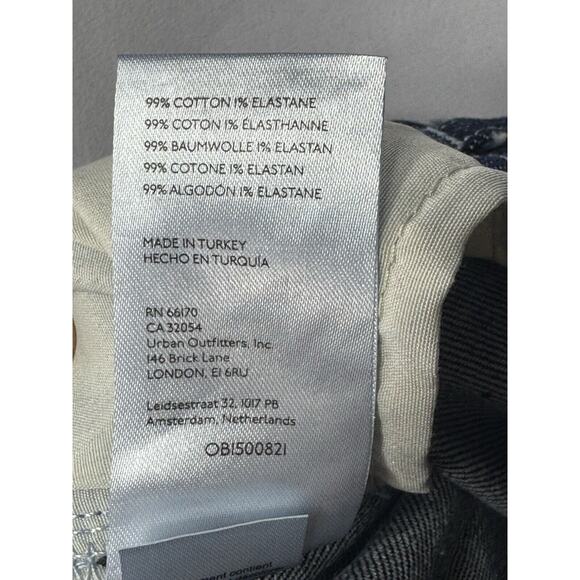 99% COTTON 1% ELASTANE
99% COTON 1% ÉLASTHANNE
99% BAUMWOLLE 1% ELASTAN
99% COTONE 1% ELASTAN
99% ALGODÓN 1% ELASTANE
MADE IN TURKEY
HECHO EN TURQUÍA
RN 66170
CA 32054
Urban Outfitters, Inc.
146 Brick Lane
LONDON, E1 6RU
Leidsestraat 32, 1017 PB
Amsterdam, Netherlands
OB1500821
contient